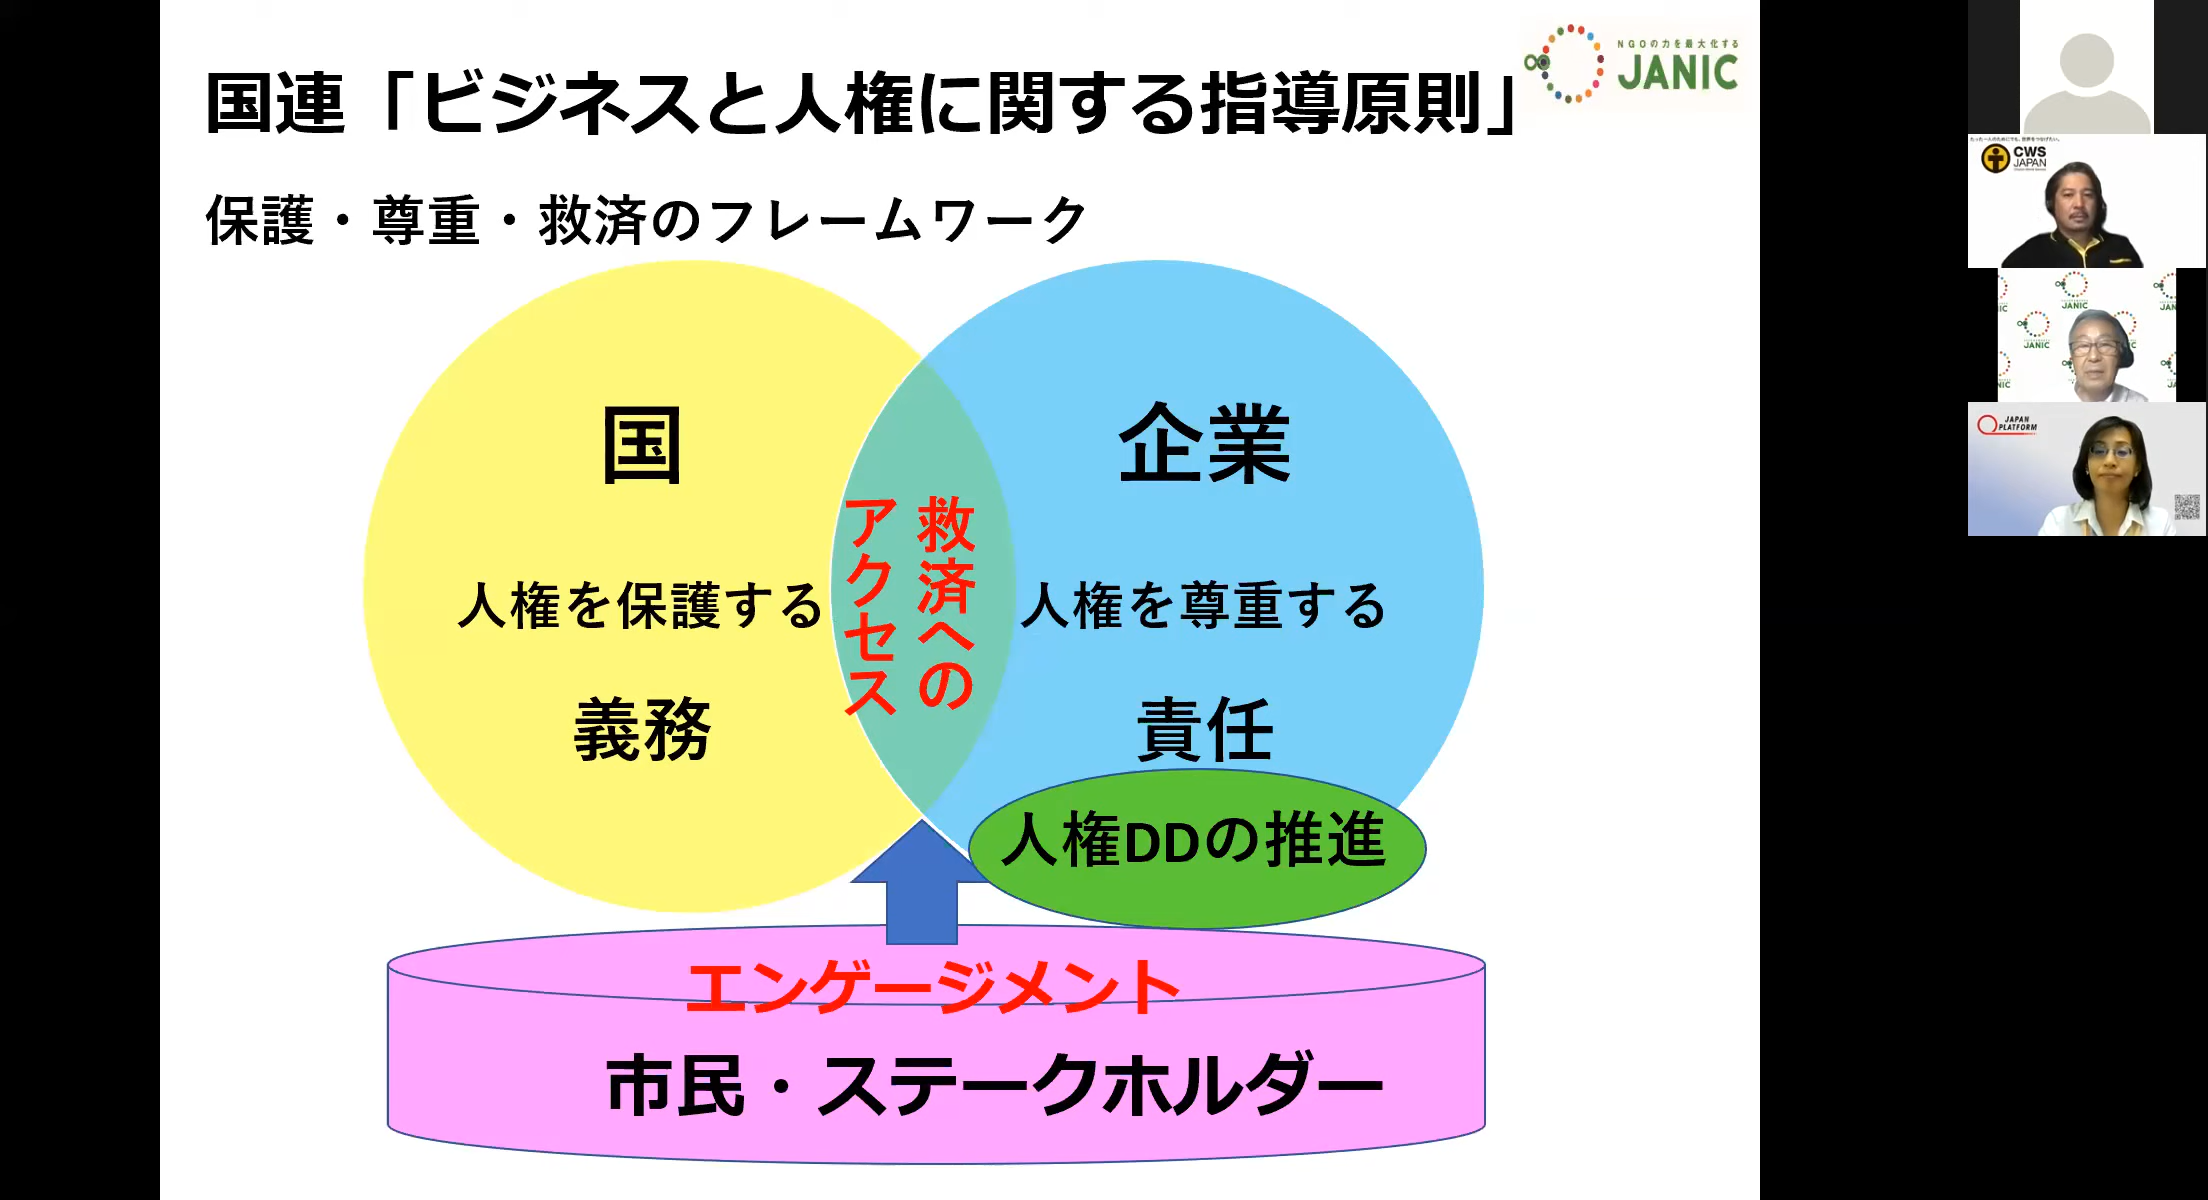 国連「ビジネスと人権に関する指導原則」
NGOの力を最大化する
JANIC
保護・尊重・救済のフレームワーク
国
人権を保護する
義務
救済への
アクセス
企業
人権を尊重する
責任
人権DDの推進
エンゲージメント
市民・ステークホルダー
CWS
JAPAN
JANIC
JANIC
JAPAN
PLATFORM